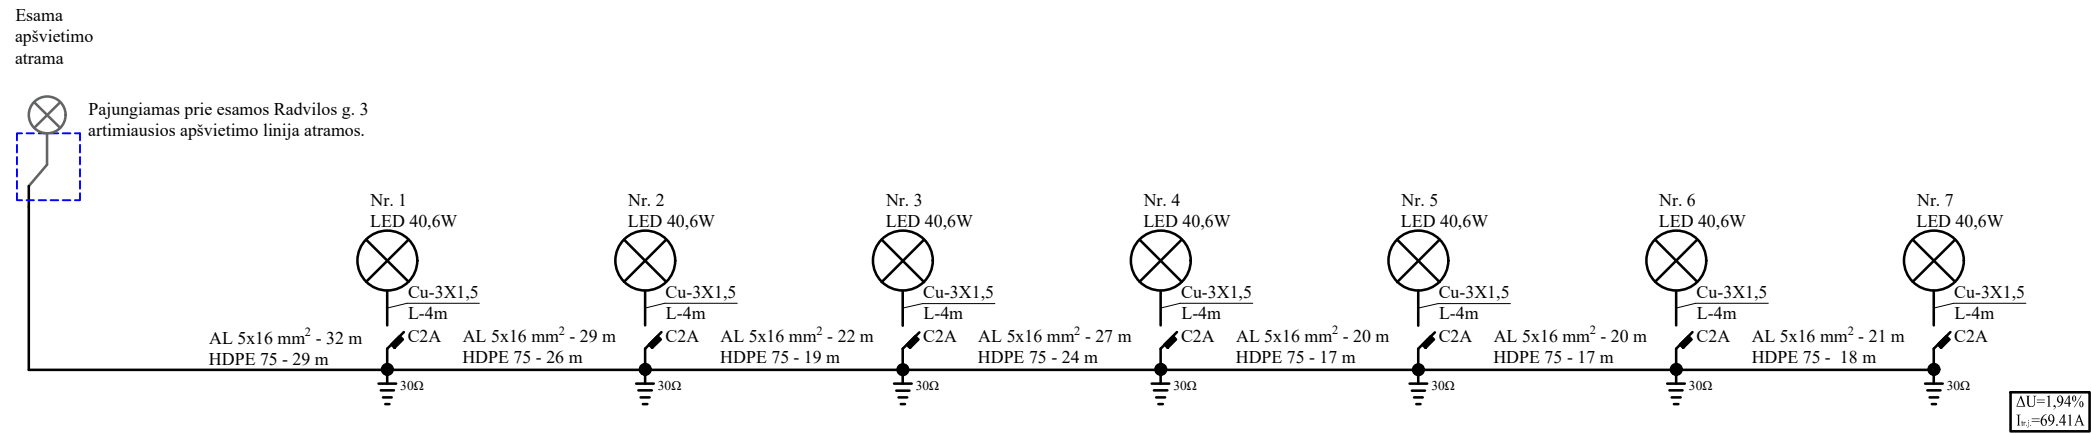 Esama
apšvietimo
atrama
Pajungiamas prie esamos Radvilos g. 3
artimiausios apšvietimo linija atramos.
Nr. 1
LED 40,6W
Cu-3X1,5
L-4m
C2A
AL 5x16 mm² - 32 m
HDPE 75 - 29 m
30Ω
Nr. 2
LED 40,6W
Cu-3X1,5
L-4m
C2A
AL 5x16 mm² - 29 m
HDPE 75 - 26 m
30Ω
Nr. 3
LED 40,6W
Cu-3X1,5
L-4m
C2A
AL 5x16 mm² - 22 m
HDPE 75 - 19 m
30Ω
Nr. 4
LED 40,6W
Cu-3X1,5
L-4m
C2A
AL 5x16 mm² - 27 m
HDPE 75 - 24 m
30Ω
Nr. 5
LED 40,6W
Cu-3X1,5
L-4m
C2A
AL 5x16 mm² - 20 m
HDPE 75 - 17 m
30Ω
Nr. 6
LED 40,6W
Cu-3X1,5
L-4m
C2A
AL 5x16 mm² - 20 m
HDPE 75 - 17 m
30Ω
Nr. 7
LED 40,6W
Cu-3X1,5
L-4m
C2A
AL 5x16 mm² - 21 m
HDPE 75 - 18 m
30Ω
ΔU=1,94%
Itr.j.=69.41A